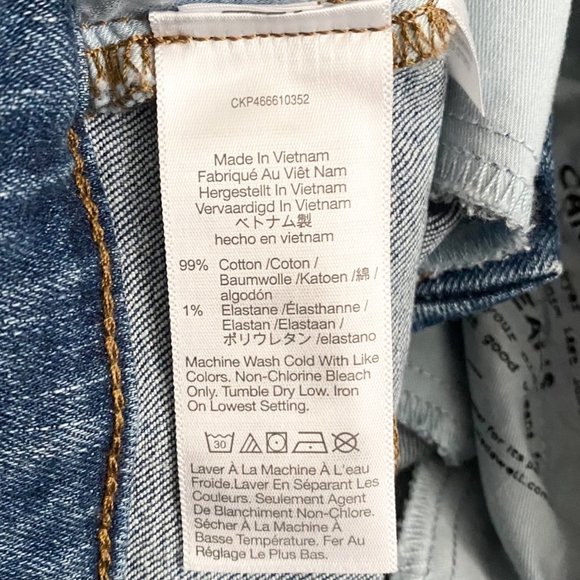 CKP466610352
Made In Vietnam
Fabriqué Au Viêt Nam
Hergestellt In Vietnam
Vervaardigd In Vietnam
ベトナム製
hecho en vietnam
99% Cotton /Coton /
Baumwolle /Katoen /綿 /
algodón
1% Elastane /Élasthanne /
Elastan /Elastaan /
ポリウレタン /elastano
Machine Wash Cold With Like
Colors. Non-Chlorine Bleach
Only. Tumble Dry Low. Iron
On Lowest Setting.
30
Laver À La Machine À L'eau
Froide.Laver En Séparant Les
Couleurs. Seulement Agent
De Blanchiment Non-Chlore.
Sécher À La Machine À
Basse Température. Fer Au
Réglage Le Plus Bas.
your
good